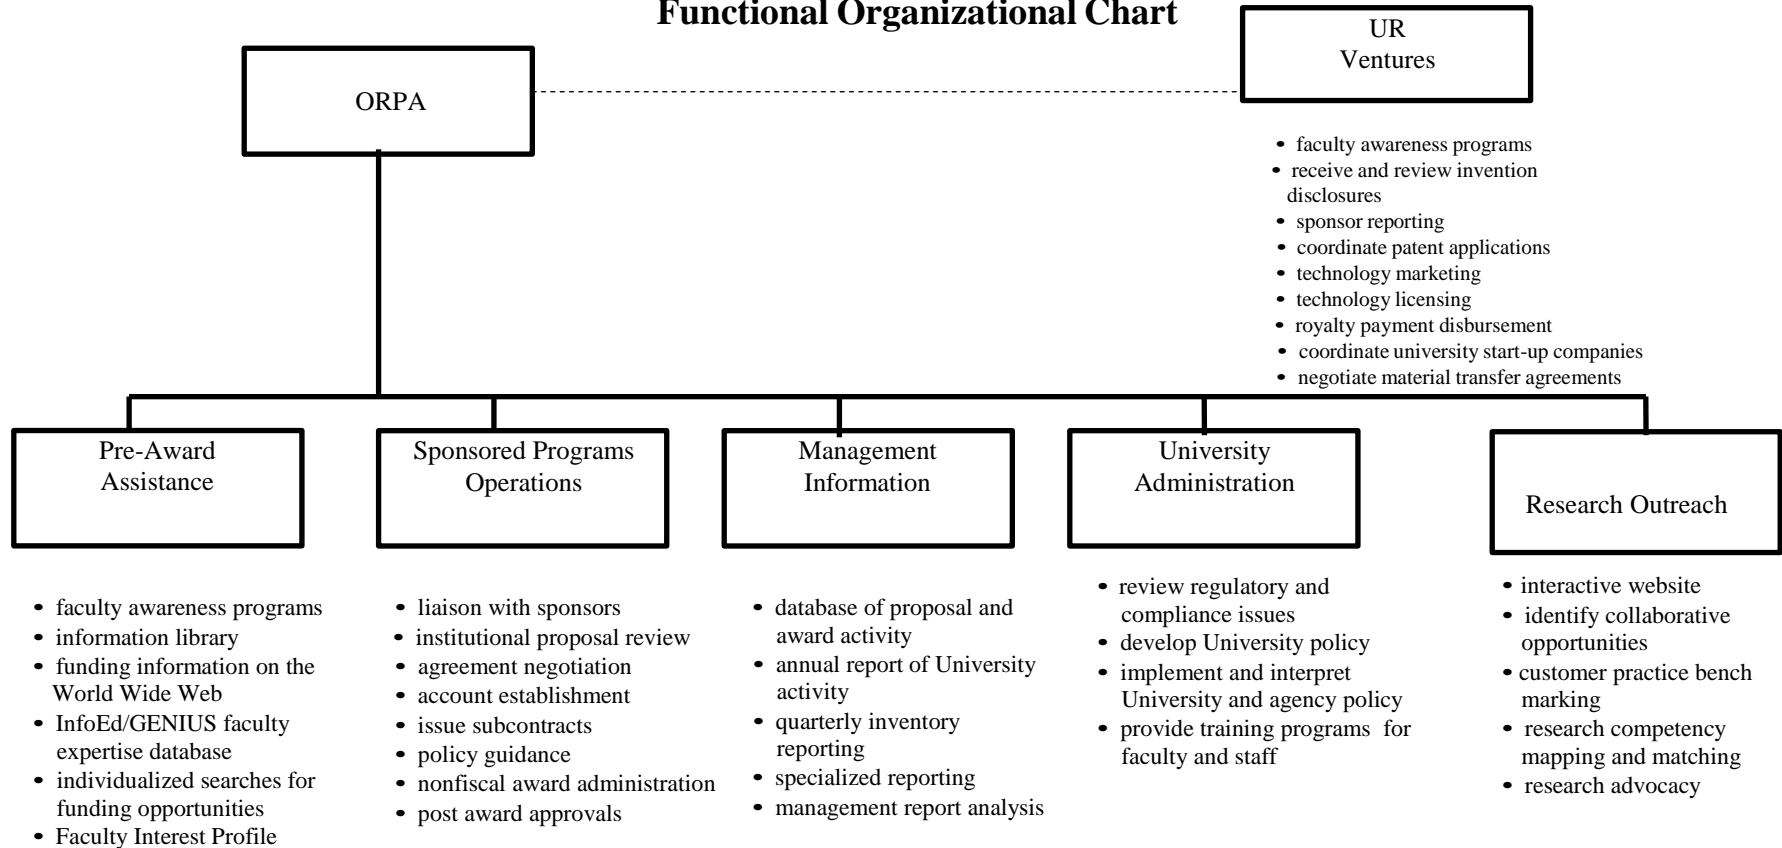 Functional Organizational Chart
UR
Ventures
ORPA
• faculty awareness programs
• receive and review invention
disclosures
• sponsor reporting
• coordinate patent applications
• technology marketing
• technology licensing
• royalty payment disbursement
• coordinate university start-up companies
• negotiate material transfer agreements
Pre-Award
Assistance
• faculty awareness programs
• information library
• funding information on the
World Wide Web
• InfoEd/GENIUS faculty
expertise database
• individualized searches for
funding opportunities
• Faculty Interest Profile
Sponsored Programs
Operations
• liaison with sponsors
• institutional proposal review
• agreement negotiation
• account establishment
• issue subcontracts
• policy guidance
• nonfiscal award administration
• post award approvals
Management
Information
• database of proposal and
award activity
• annual report of University
activity
• quarterly inventory
reporting
• specialized reporting
• management report analysis
University
Administration
• review regulatory and
compliance issues
• develop University policy
• implement and interpret
University and agency policy
• provide training programs for
faculty and staff
Research Outreach
• interactive website
• identify collaborative
opportunities
• customer practice bench
marking
• research competency
mapping and matching
• research advocacy